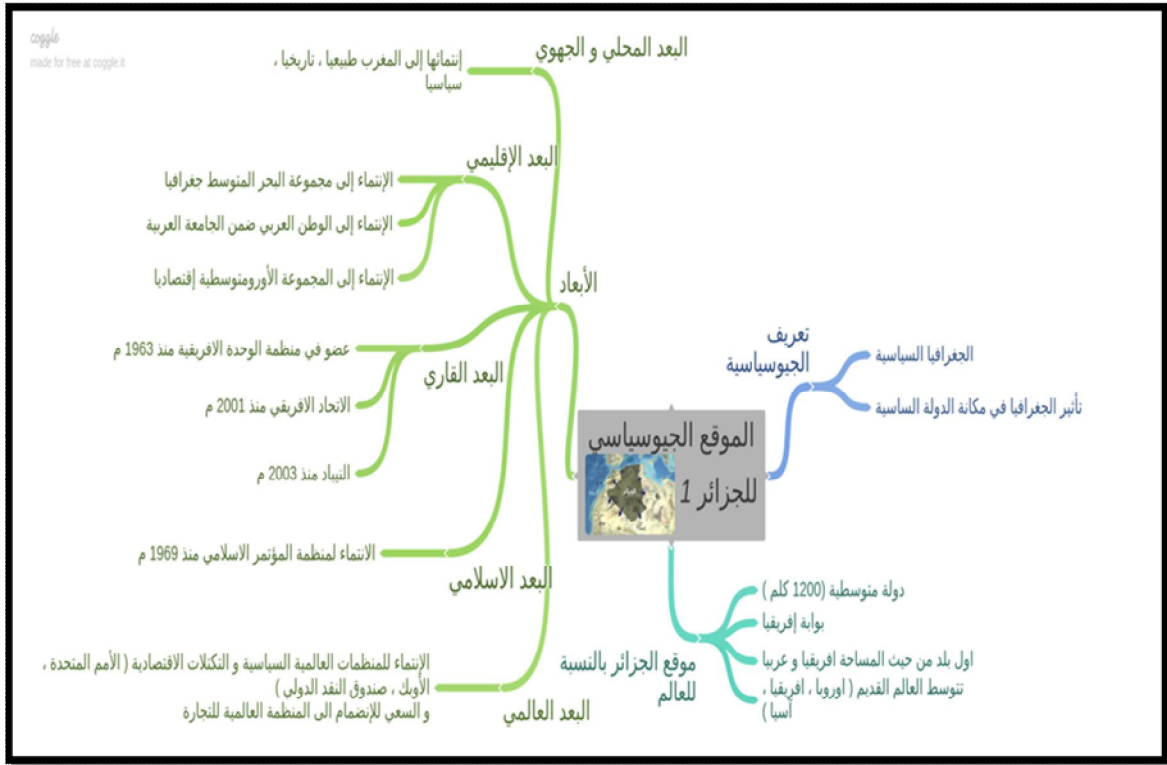 coggle
made for free at coggle.it
الموقع الجيوسياسي
للجزائر 1
تعريف
الجيوسياسية
الجغرافيا السياسية
تأثير الجغرافيا في مكانة الدولة الساسية
موقع الجزائر بالنسبة
للعالم
دولة متوسطية (1200 كلم )
بوابة إفريقيا
اول بلد من حيث المساحة افريقيا و عربيا
تتوسط العالم القديم ( اوروبا ، افريقيا ،
آسيا )
الأبعاد
البعد المحلي و الجهوي
إنتمائها إلى المغرب طبيعيا ، تاريخيا ،
سياسيا
البعد الإقليمي
الإنتماء إلى مجموعة البحر المتوسط جغرافيا
الإنتماء إلى الوطن العربي ضمن الجامعة العربية
الإنتماء إلى المجموعة الأورومتوسطية إقتصاديا
البعد القاري
عضو في منظمة الوحدة الافريقية منذ 1963 م
الاتحاد الافريقي منذ 2001 م
النيباد منذ 2003 م
البعد الاسلامي
الانتماء لمنظمة المؤتمر الاسلامي منذ 1969 م
البعد العالمي
الإنتماء للمنظمات العالمية السياسية و التكتلات الاقتصادية ( الأمم المتحدة ،
الأوبك ، صندوق النقد الدولي )
و السعي للإنضمام الى المنظمة العالمية للتجارة